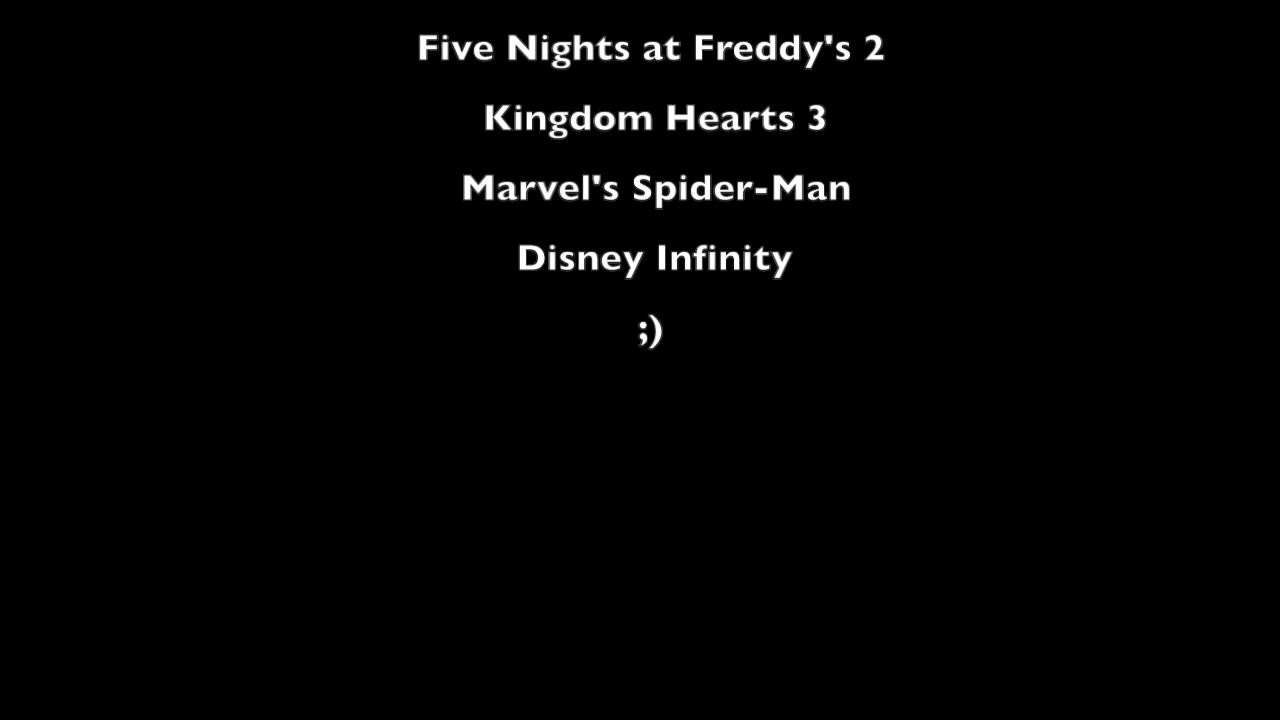 Five Nights at Freddy's 2
Kingdom Hearts 3
Marvel's Spider-Man
Disney Infinity
;)